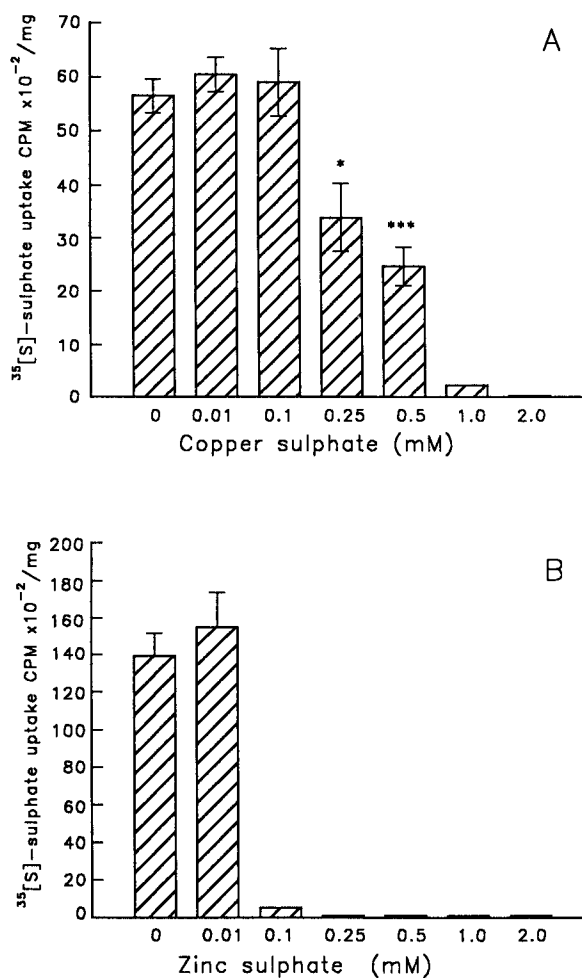 A
35[S]-sulphate uptake CPM x10-2/mg
70
60
50
40
30
20
10
0
*
***
0 0.01 0.1 0.25 0.5 1.0 2.0
Copper sulphate (mM)
B
35[S]-sulphate uptake CPM x10-2/mg
200
180
160
140
120
100
80
60
40
20
0
0 0.01 0.1 0.25 0.5 1.0 2.0
Zinc sulphate (mM)